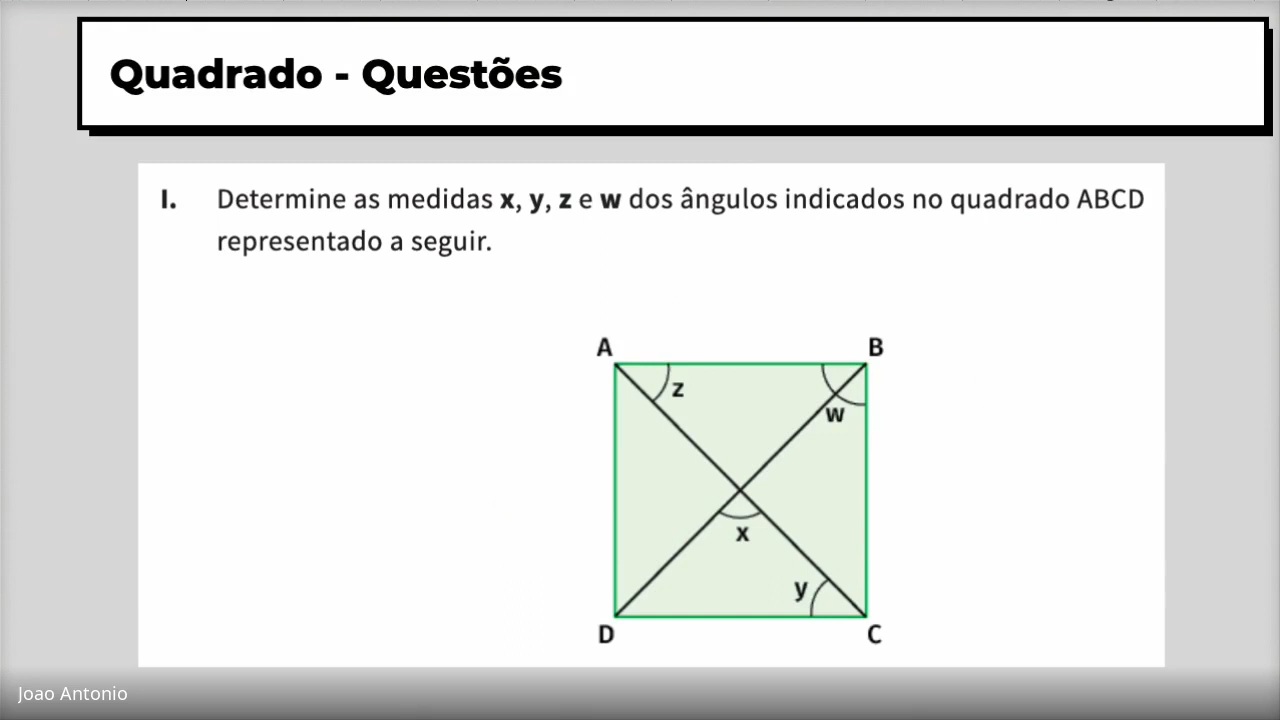 Quadrado - Questões
I. Determine as medidas x, y, z e w dos ângulos indicados no quadrado ABCD
representado a seguir.
A
B
z
w
x
y
D
C
Joao Antonio